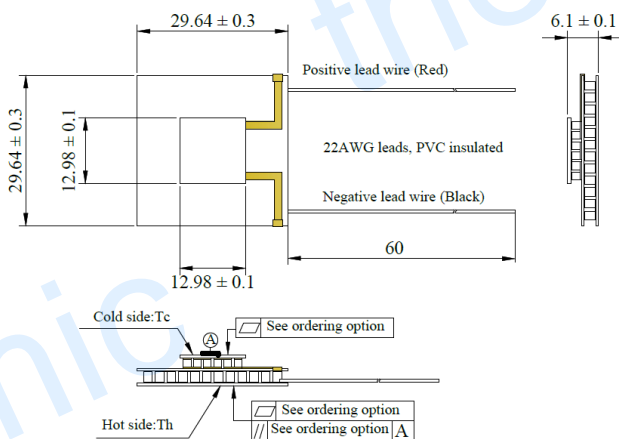 29.64 ± 0.3
6.1 ± 0.1
Positive lead wire (Red)
29.64 ± 0.3
12.98 ± 0.1
22AWG leads, PVC insulated
Negative lead wire (Black)
60
12.98 ± 0.1
Cold side:Tc
A
See ordering option
See ordering option
Hot side:Th
// See ordering option A